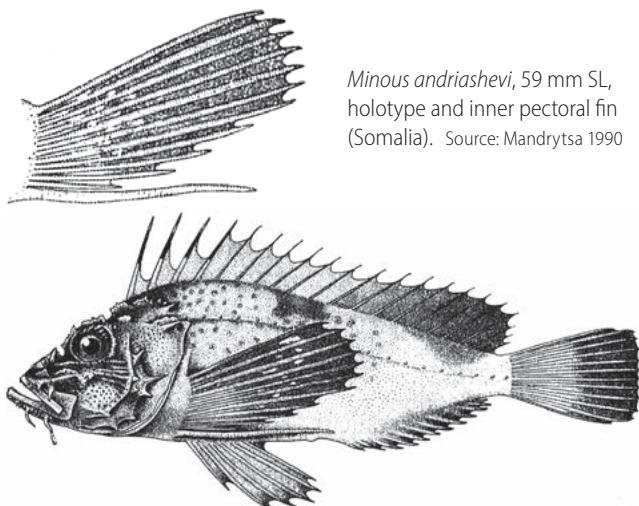 Minous andriashevi, 59 mm SL,
holotype and inner pectoral fin
(Somalia). Source: Mandrytsa 1990